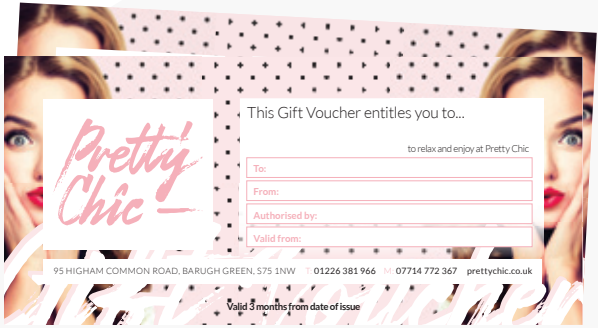 This Gift Voucher entitles you to...
Pretty
Chic
to relax and enjoy at Pretty Chic
To:
From:
Authorised by:
Valid from:
95 HIGHAM COMMON ROAD, BARUGH GREEN, S75 1NW T 01226 381 966 M 07714 772 367 prettychic.co.uk
Gift Voucher
Valid 3 months from date of issue